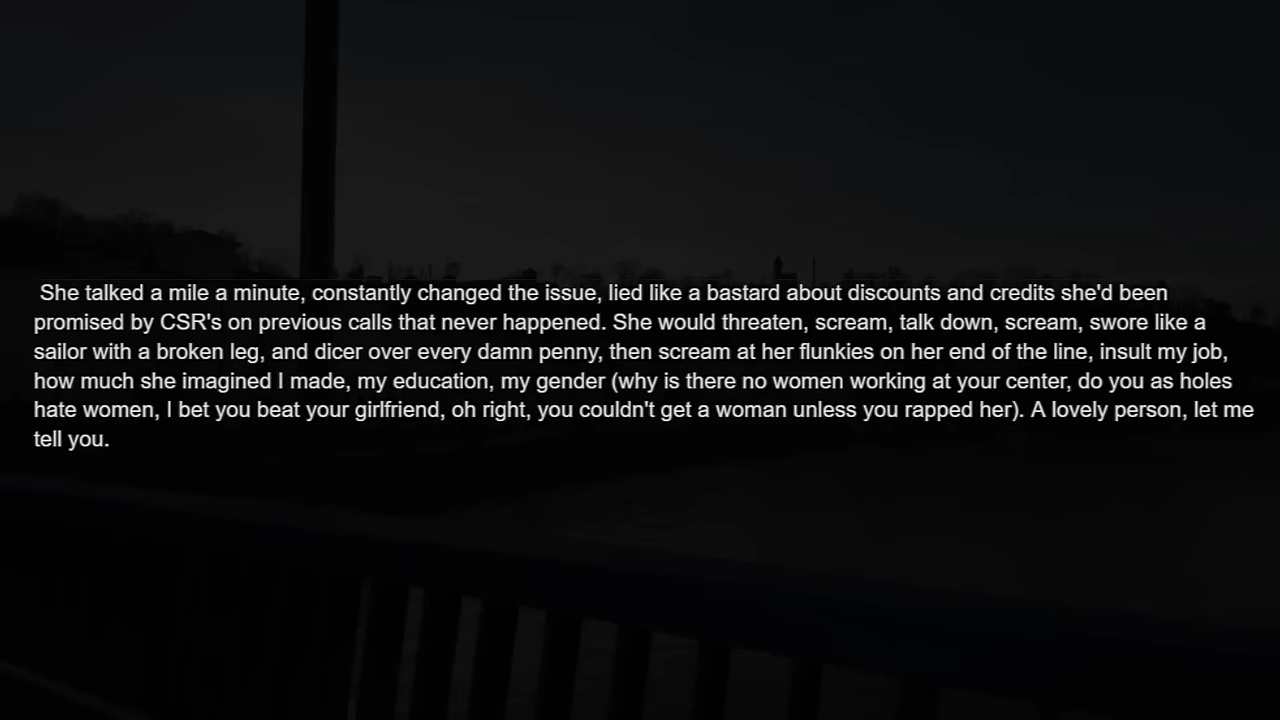 She talked a mile a minute, constantly changed the issue, lied like a bastard about discounts and credits she'd been
promised by CSR's on previous calls that never happened. She would threaten, scream, talk down, scream, swore like a
sailor with a broken leg, and dicer over every damn penny, then scream at her flunkies on her end of the line, insult my job,
how much she imagined I made, my education, my gender (why is there no women working at your center, do you as holes
hate women, I bet you beat your girlfriend, oh right, you couldn't get a woman unless you rapped her). A lovely person, let me
tell you.